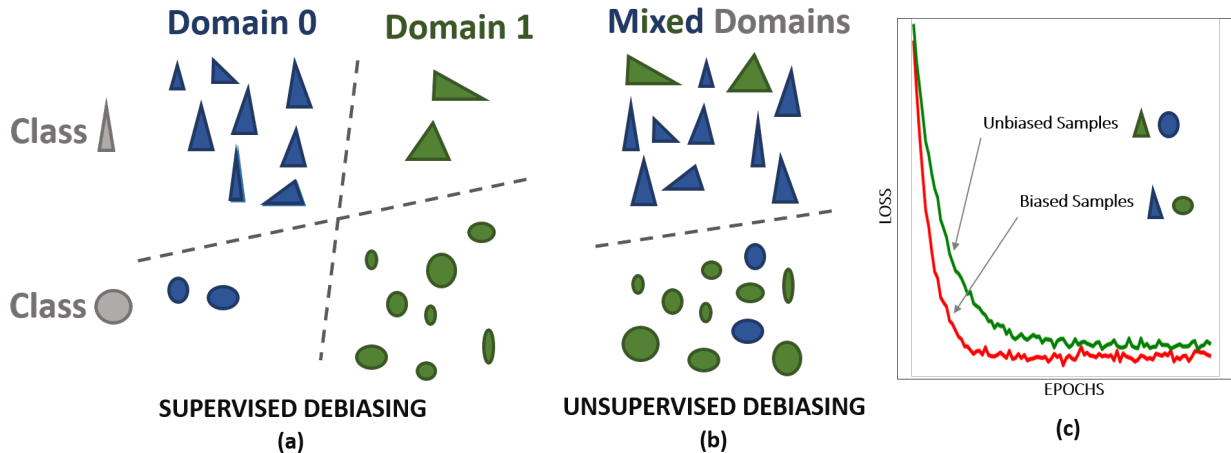 Domain 0
Domain 1
Class
Class
SUPERVISED DEBIASING
(a)
Mixed Domains
UNSUPERVISED DEBIASING
(b)
LOSS
Unbiased Samples
Biased Samples
EPOCHS
(c)